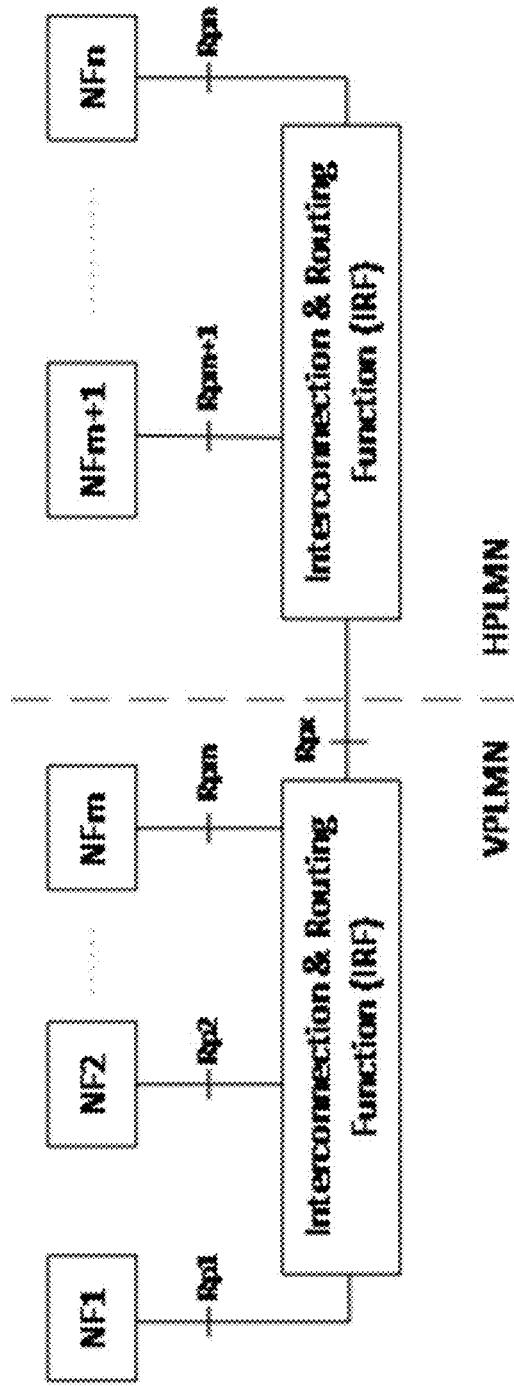 NF1
NF2
NFm
NFm+1
NFn
Rp1
Rp2
Rpm
Rpm+1
Rpn
Rpx
Interconnection & Routing
Function (IRF)
Interconnection & Routing
Function (IRF)
VPLMN
HPLMN